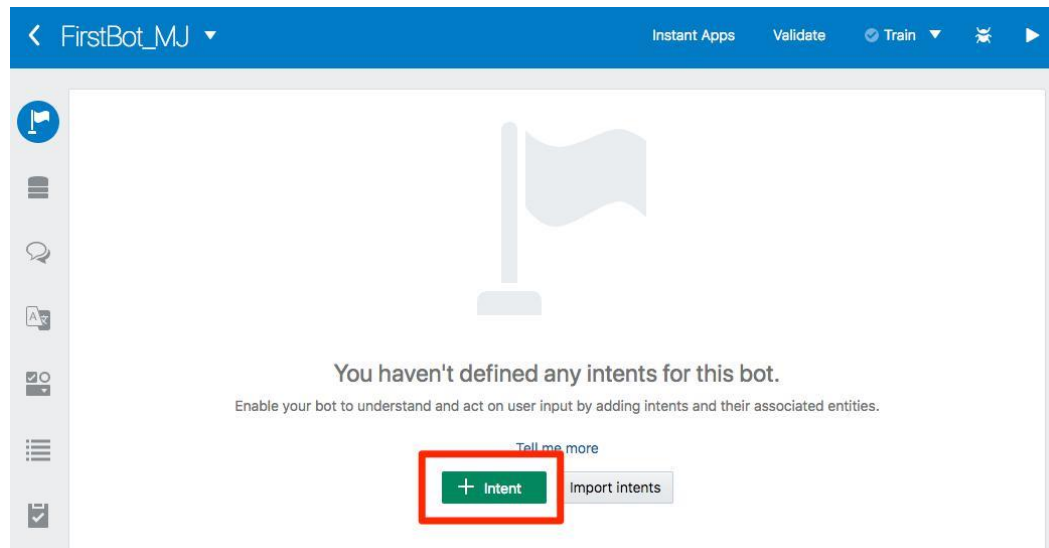 FirstBot_MJ
Instant Apps Validate Train
You haven't defined any intents for this bot.
Enable your bot to understand and act on user input by adding intents and their associated entities.
Tell me more
+ Intent Import intents